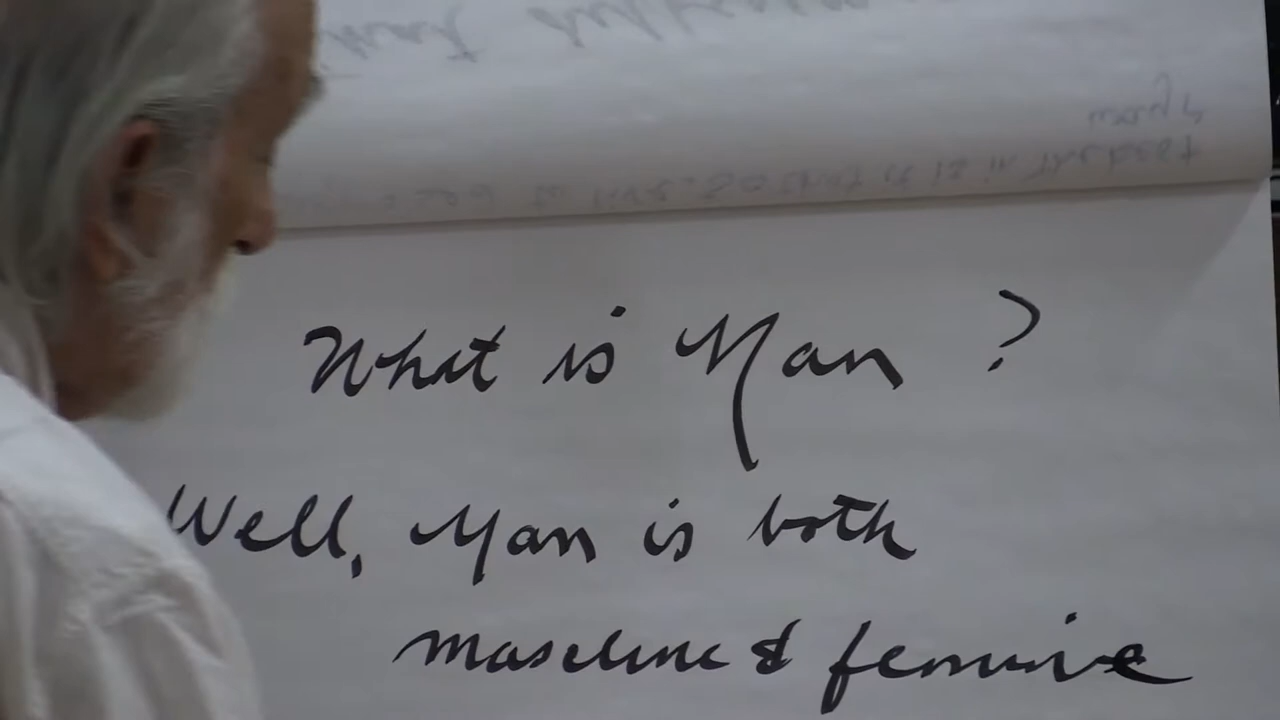 What is Man ?
Well, Man is both
masculine & feminine